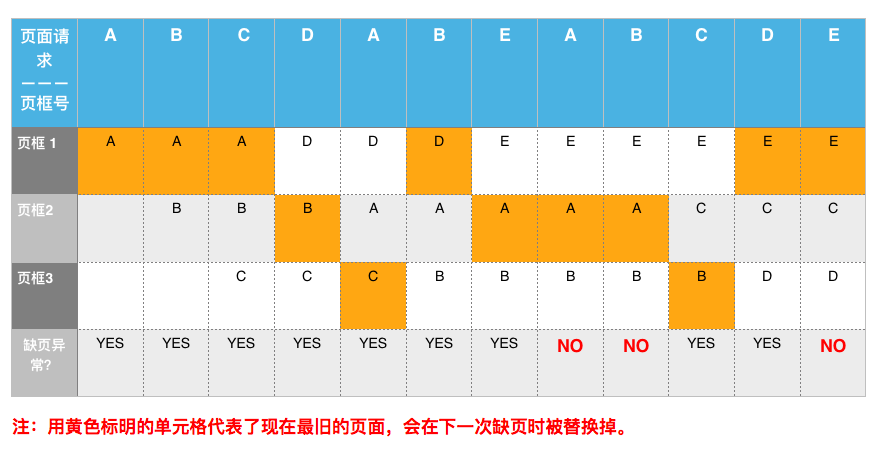 页面请求 ——— 页框号 A B C D A B E A B C D E
页框 1 A A A D D D E E E E E E
页框2 B B B A A A A A C C C
页框3 C C C B B B B B D D
缺页异常? YES YES YES YES YES YES YES NO NO YES YES NO
注：用黄色标明的单元格代表了现在最旧的页面，会在下一次缺页时被替换掉。